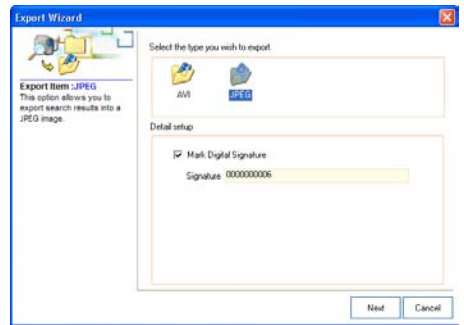 Export Wizard
Select the type you wish to export.
AVI
JPEG
Export Item :JPEG
This option allows you to
export search results into a
JPEG image.
Detail setup
Mark Digital Signature
Signature 0000000006
Next
Cancel